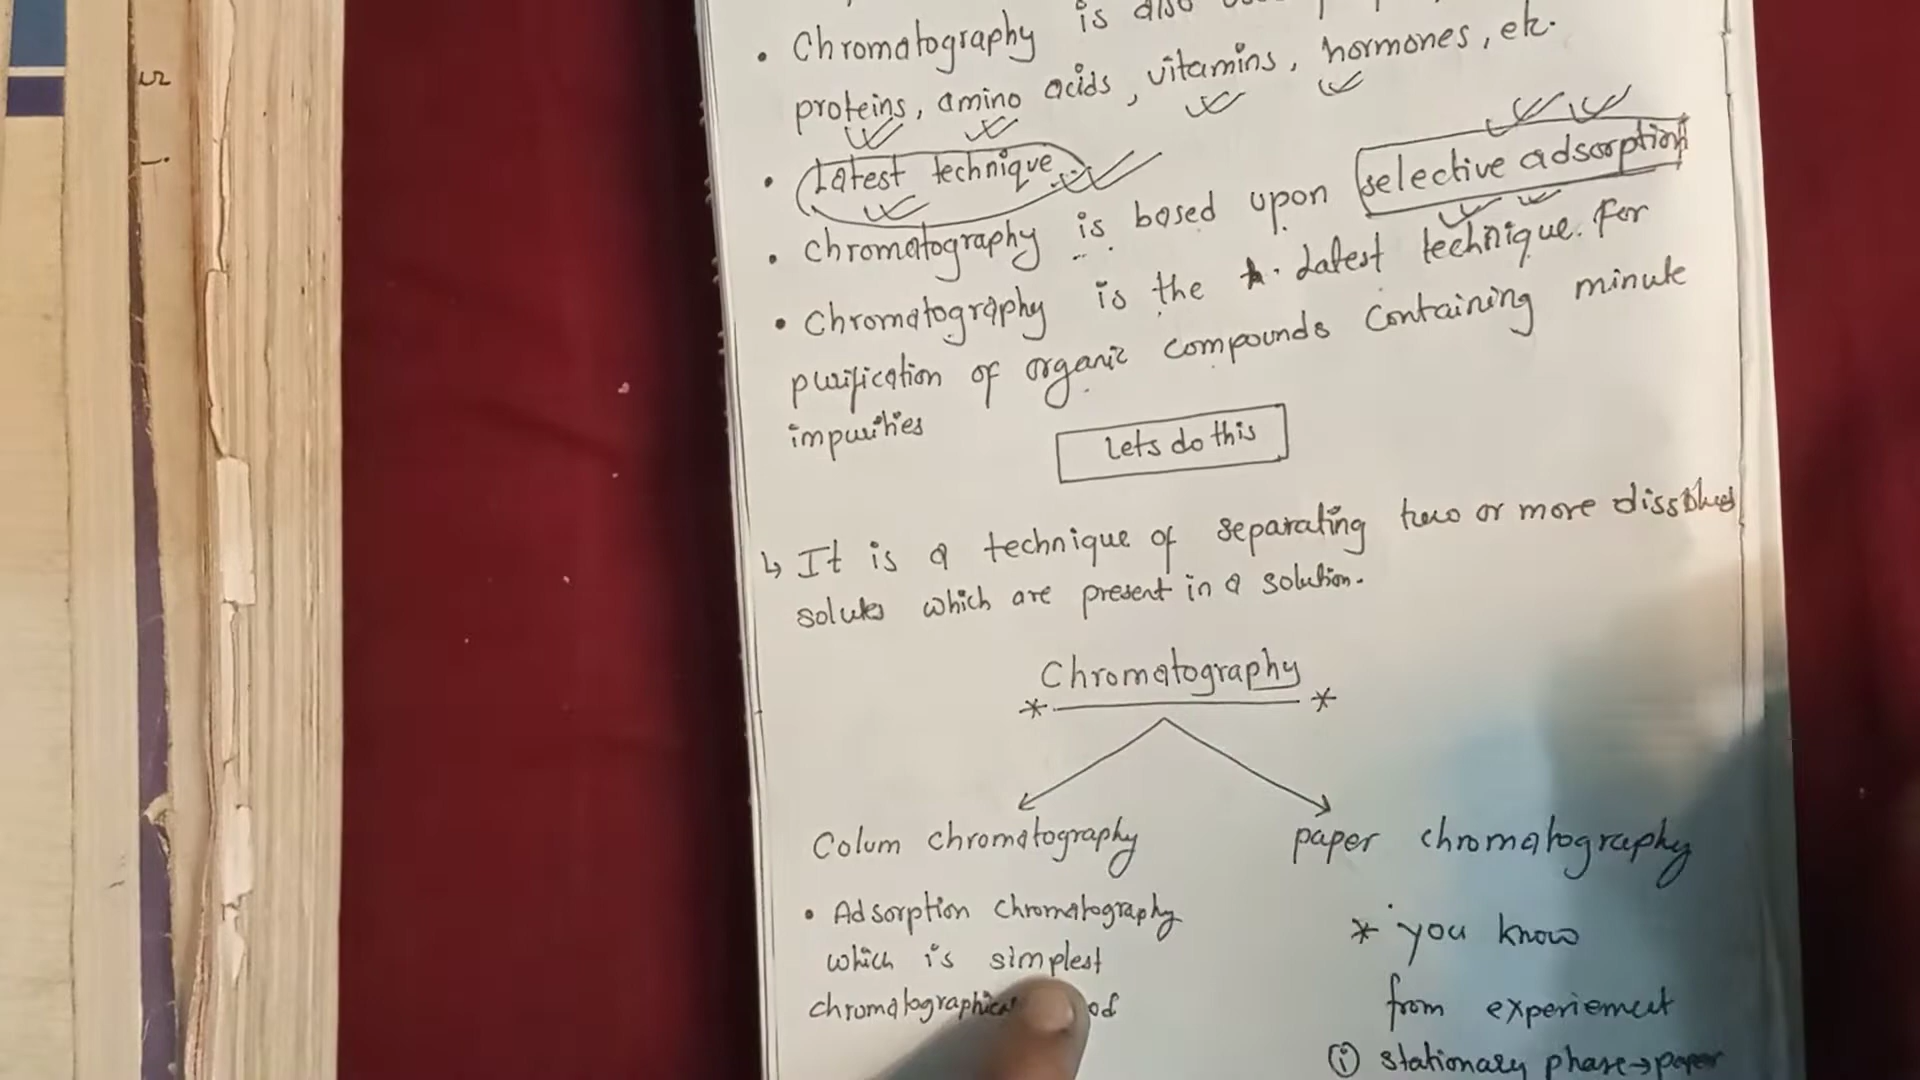 • Chromatography is also
proteins, amino acids, vitamins, hormones, etc.
• Latest technique
• chromatography is based upon selective adsorption
• chromatography is the Latest technique. For
purification of organic compounds containing minute
impurities
Lets do this
↳ It is a technique of separating two or more dissolved
solutes which are present in a solution.
Chromatography
* *
Colum chromatography
paper chromatography
• Adsorption chromatography
which is simplest
* you know
from experiement
(i) stationary phase → paper